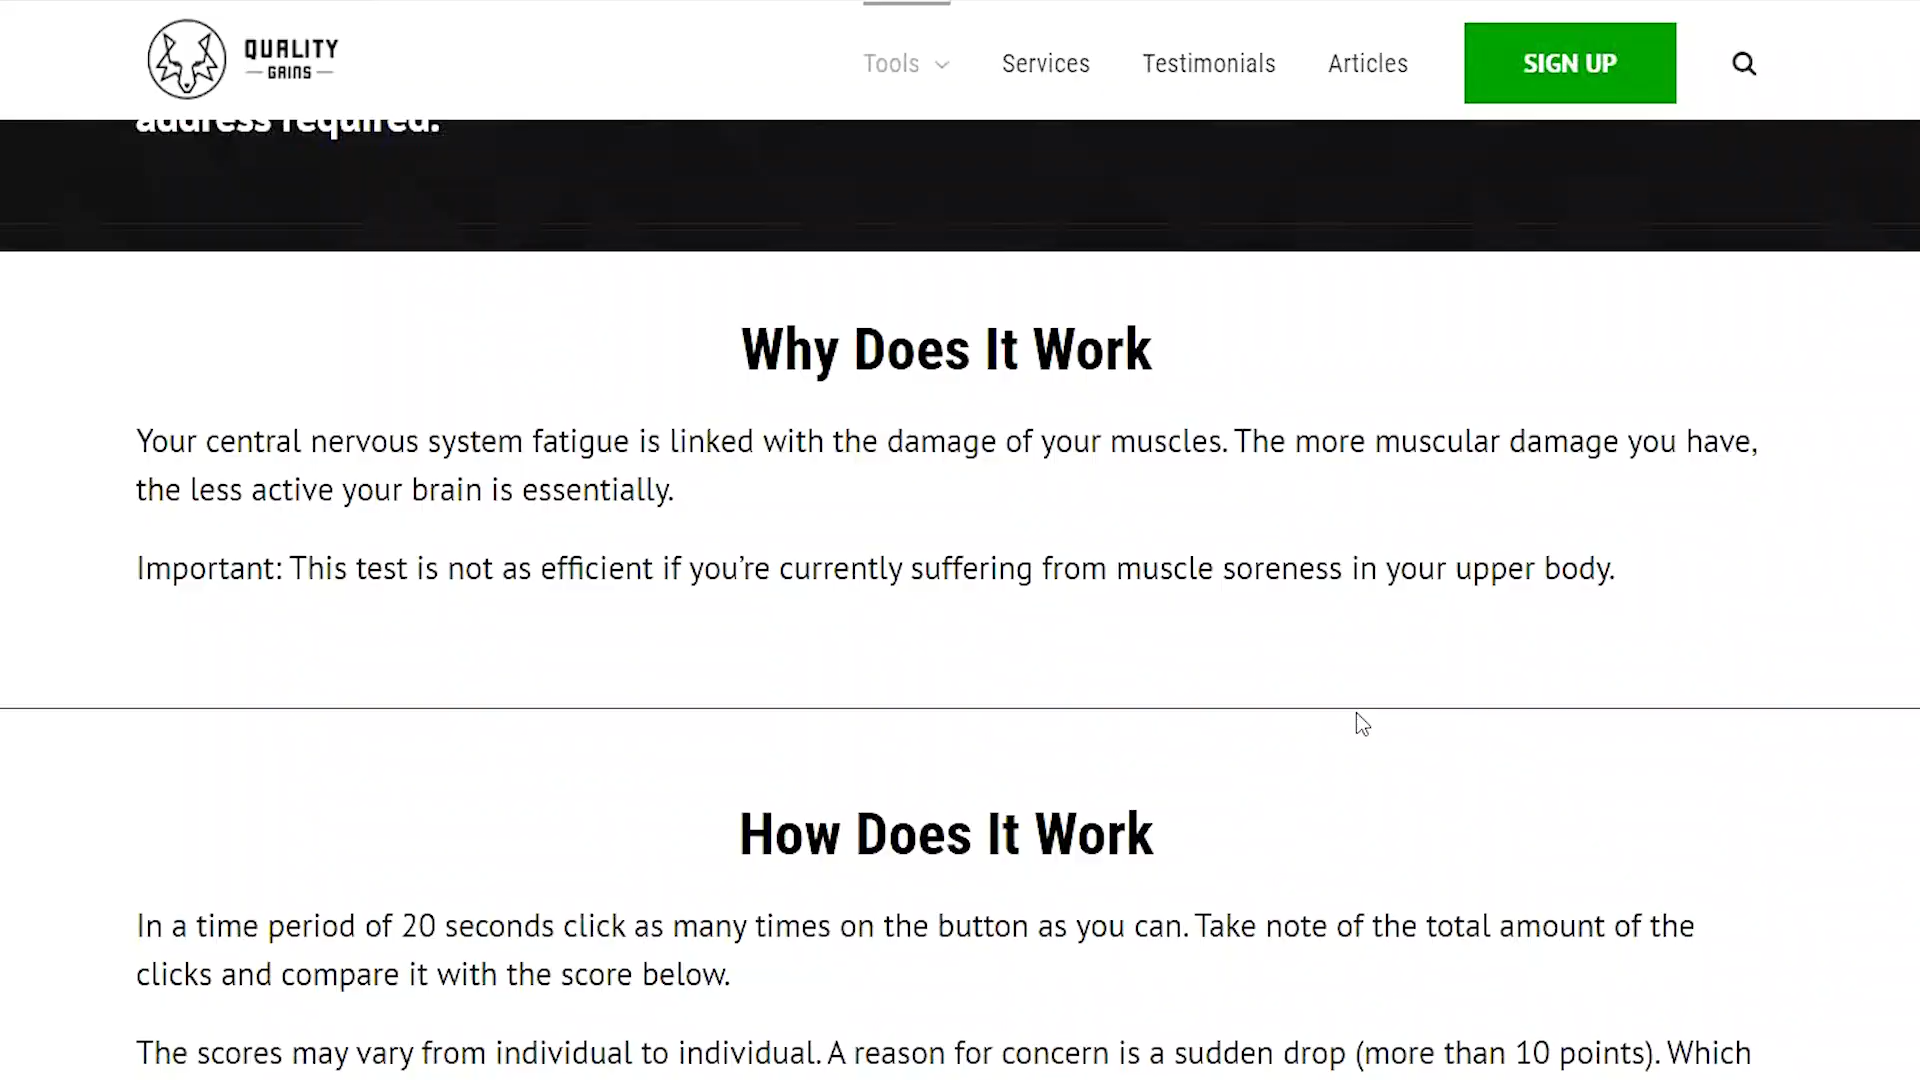 QUALITY
GAINS
Tools
Services
Testimonials
Articles
SIGN UP
address required.
Why Does It Work
Your central nervous system fatigue is linked with the damage of your muscles. The more muscular damage you have,
the less active your brain is essentially.
Important: This test is not as efficient if you’re currently suffering from muscle soreness in your upper body.
How Does It Work
In a time period of 20 seconds click as many times on the button as you can. Take note of the total amount of the
clicks and compare it with the score below.
The scores may vary from individual to individual. A reason for concern is a sudden drop (more than 10 points). Which